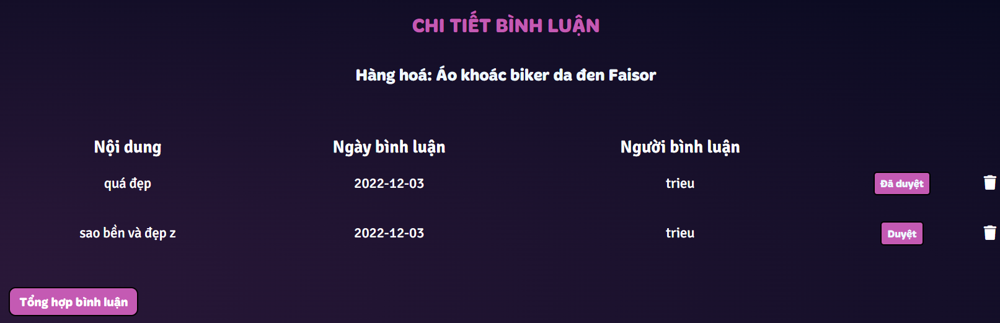 CHI TIẾT BÌNH LUẬN
Hàng hoá: Áo khoác biker da đen Faisor
Nội dung Ngày bình luận Người bình luận
quá đẹp 2022-12-03 trieu Đã duyệt
sao bền và đẹp z 2022-12-03 trieu Duyệt
Tổng hợp bình luận